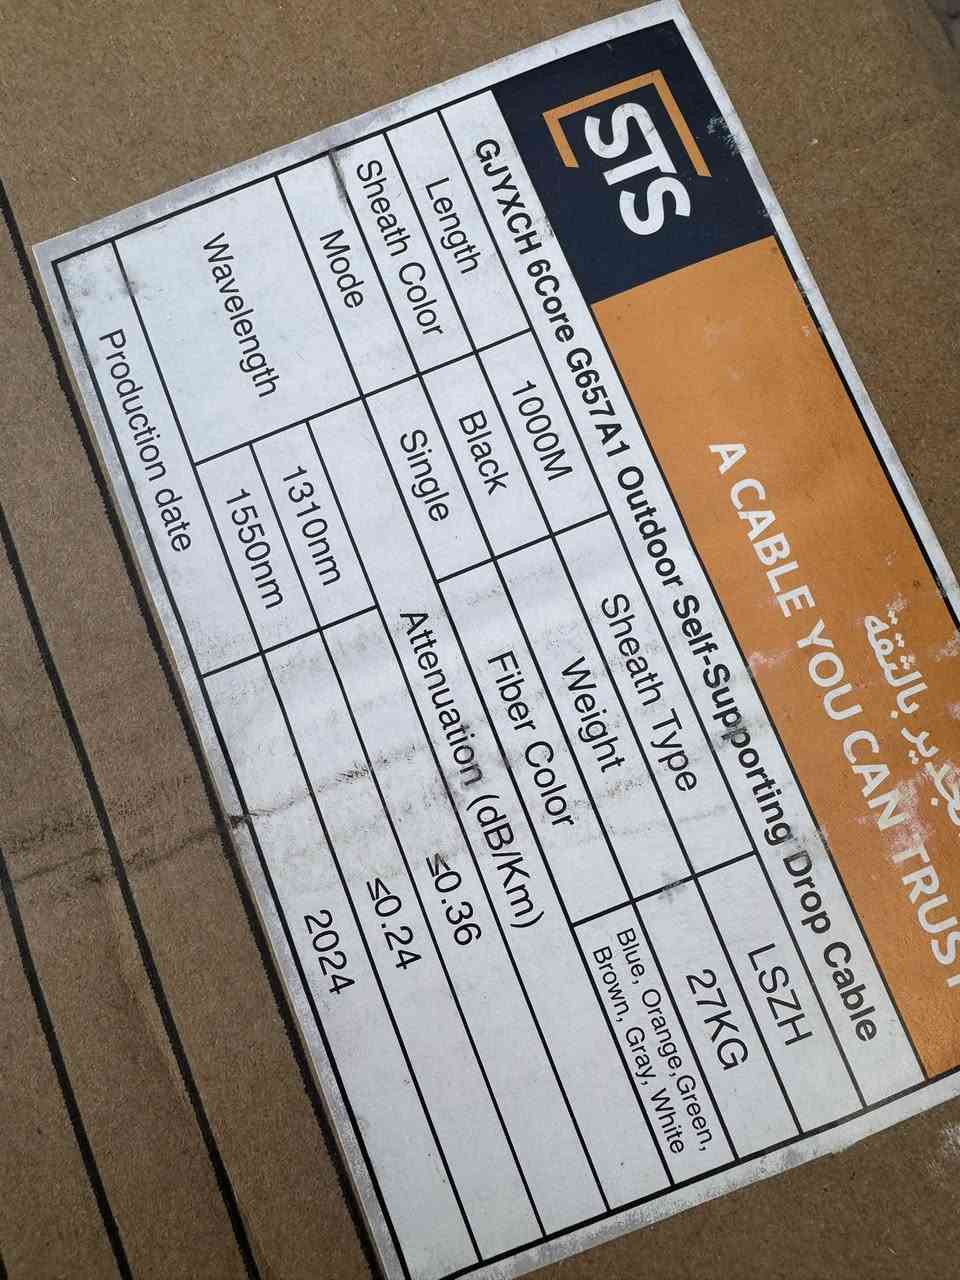 STS
جدير بالثقة
A CABLE YOU CAN TRUST
GJYXCH 6Core G657A1 Outdoor Self-Supporting Drop Cable
Length 1000M Sheath Type LSZH
Sheath Color Black Weight 27KG
Mode Single Fiber Color Blue, Orange,Green,
Brown, Gray, White
Wavelength Attenuation (dB/Km)
1310nm ≤0.36
1550nm ≤0.24
Production date 2024